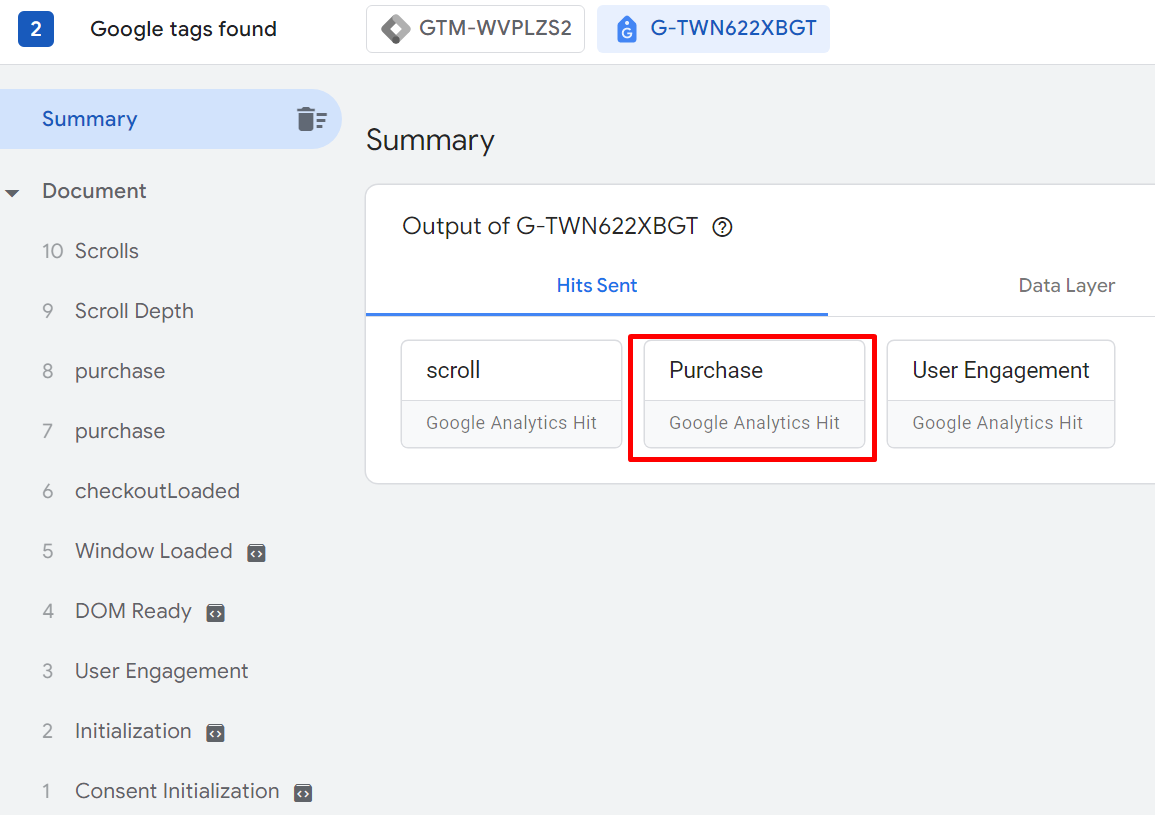 2 Google tags found GTM-WVPLZS2 G-TWN622XBGT
Summary
Document
10 Scrolls
9 Scroll Depth
8 purchase
7 purchase
6 checkoutLoaded
5 Window Loaded
4 DOM Ready
3 User Engagement
2 Initialization
1 Consent Initialization
Summary
Output of G-TWN622XBGT
Hits Sent Data Layer
scroll Purchase User Engagement
Google Analytics Hit Google Analytics Hit Google Analytics Hit